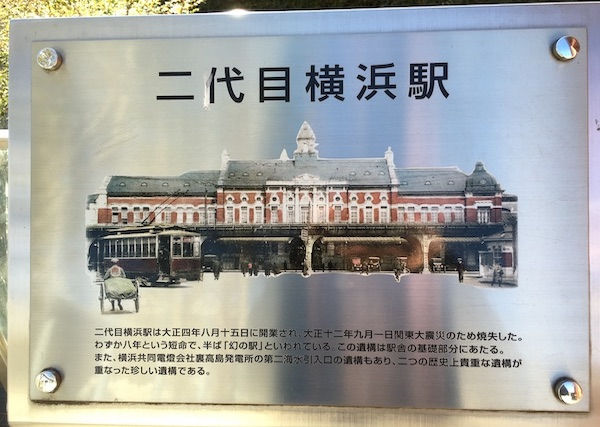 二代目横浜駅
二代目横浜駅は大正四年八月十五日に開業され、大正十二年九月一日関東大震災のため焼失した。
わずか八年という短命で、半ば「幻の駅」といわれている。この遺構は駅舎の基礎部分にあたる。
また、横浜共同電燈会社裏高島発電所の第二海水引入口の遺構もあり、二つの歴史上貴重な遺構が
重なった珍しい遺構である。